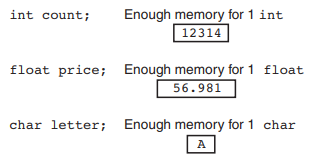 int count; Enough memory for 1 int
12314
float price; Enough memory for 1 float
56.981
char letter; Enough memory for 1 char
A